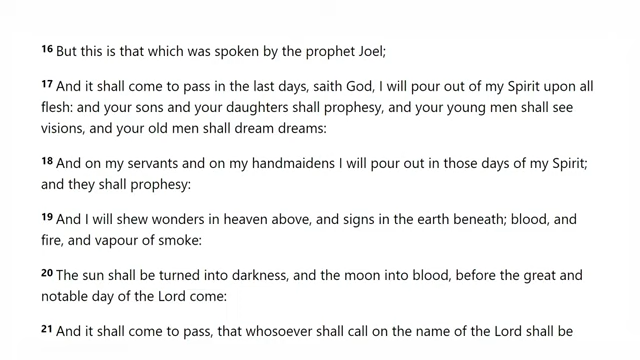 16 But this is that which was spoken by the prophet Joel;
17 And it shall come to pass in the last days, saith God, I will pour out of my Spirit upon all
flesh: and your sons and your daughters shall prophesy, and your young men shall see
visions, and your old men shall dream dreams:
18 And on my servants and on my handmaidens I will pour out in those days of my Spirit;
and they shall prophesy:
19 And I will shew wonders in heaven above, and signs in the earth beneath; blood, and
fire, and vapour of smoke:
20 The sun shall be turned into darkness, and the moon into blood, before the great and
notable day of the Lord come:
21 And it shall come to pass, that whosoever shall call on the name of the Lord shall be